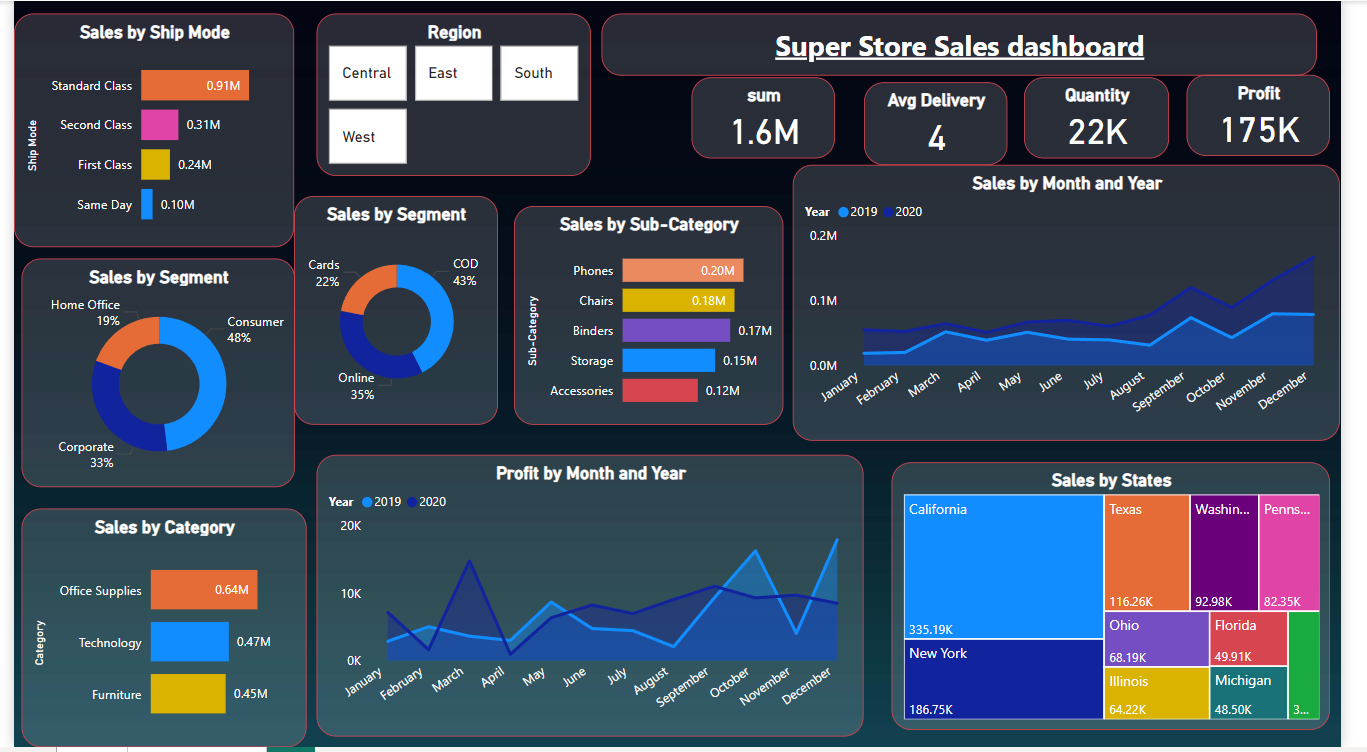 Super Store Sales dashboard
Sales by Ship Mode
Ship Mode
Standard Class 0.91M
Second Class 0.31M
First Class 0.24M
Same Day 0.10M
Region
Central East South
West
sum
1.6M
Avg Delivery
4
Quantity
22K
Profit
175K
Sales by Segment
Home Office
19%
Consumer
48%
Corporate
33%
Sales by Segment
Cards
22%
COD
43%
Online
35%
Sales by Sub-Category
Sub-Category
Phones 0.20M
Chairs 0.18M
Binders 0.17M
Storage 0.15M
Accessories 0.12M
Sales by Month and Year
Year 2019 2020
0.2M
0.1M
0.0M
January February March April May June July August September October November December
Sales by Category
Category
Office Supplies 0.64M
Technology 0.47M
Furniture 0.45M
Profit by Month and Year
Year 2019 2020
20K
10K
0K
January February March April May June July August September October November December
Sales by States
California
335.19K
New York
186.75K
Texas
116.26K
Washin...
92.98K
Penns...
82.35K
Ohio
68.19K
Florida
49.91K
Illinois
64.22K
Michigan
48.50K
3...